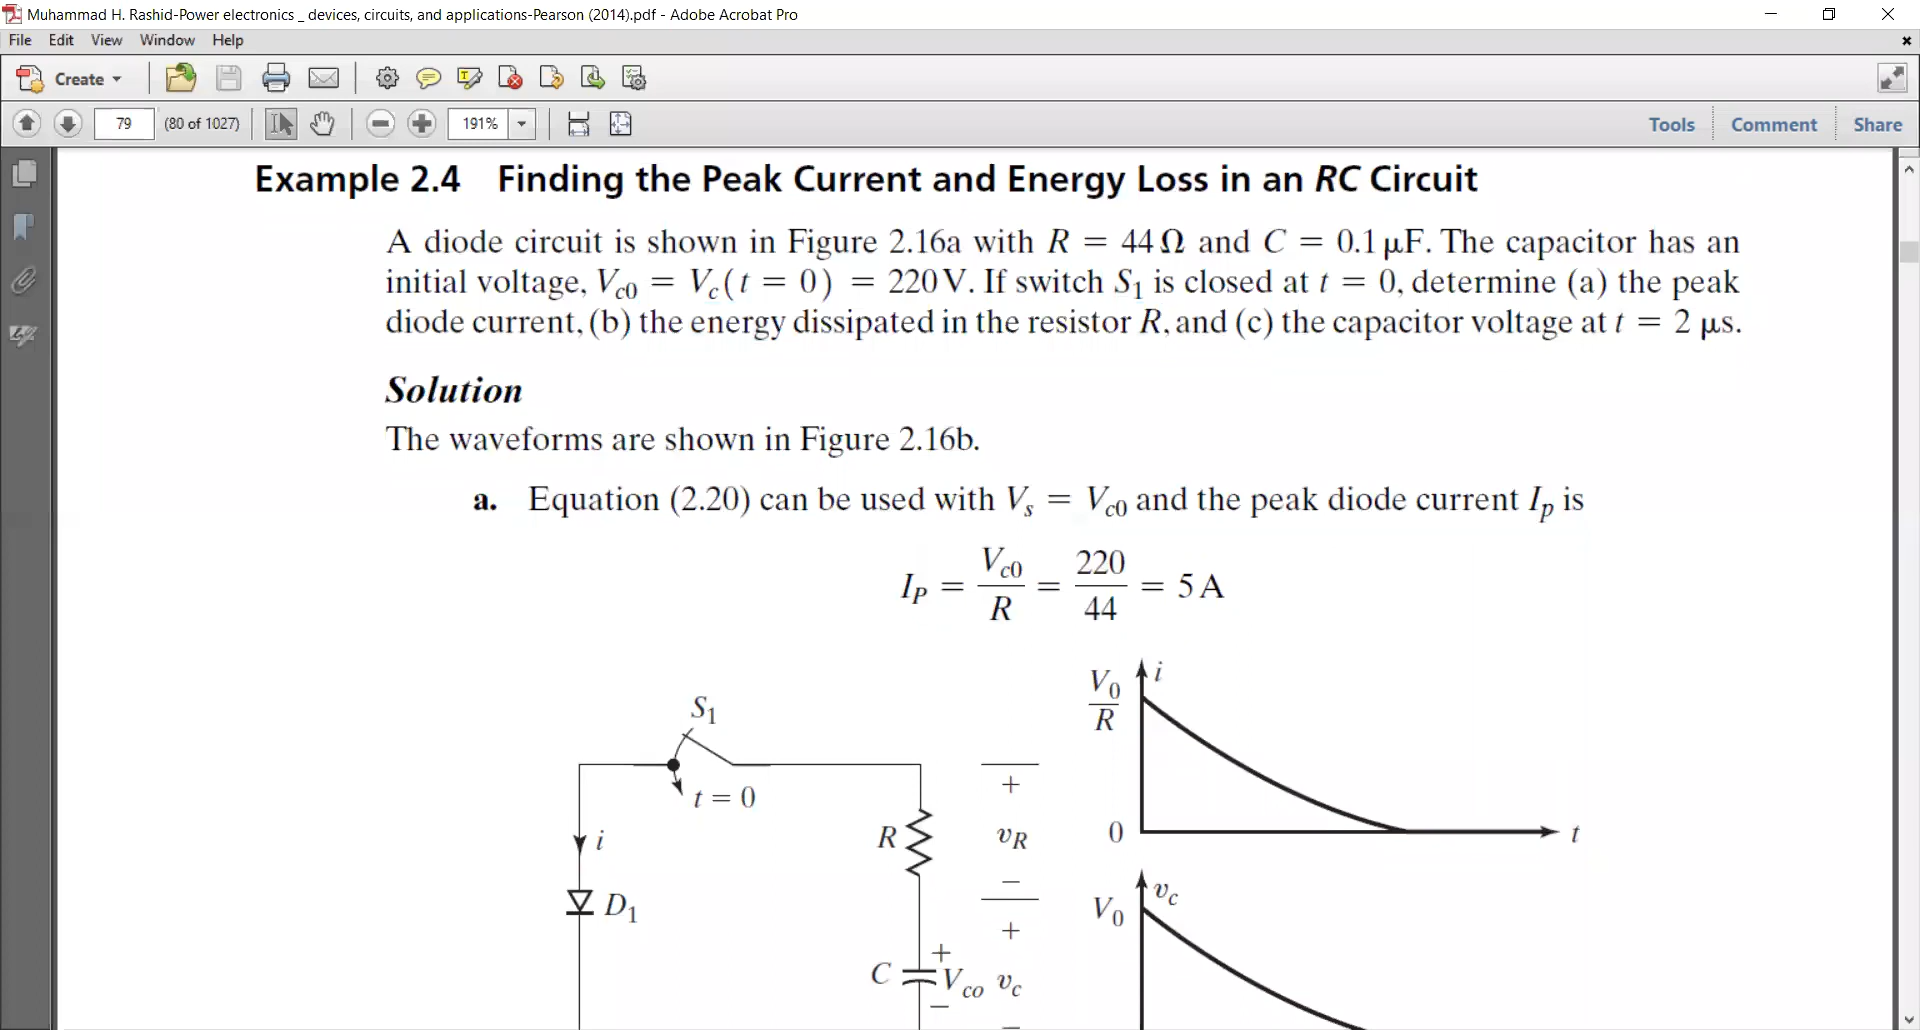 Muhammad H. Rashid-Power electronics _ devices, circuits, and applications-Pearson (2014).pdf - Adobe Acrobat Pro
File Edit View Window Help
Create
79 (80 of 1027) 191% Tools Comment Share
Example 2.4 Finding the Peak Current and Energy Loss in an RC Circuit
A diode circuit is shown in Figure 2.16a with R = 44 Ω and C = 0.1 μF. The capacitor has an
initial voltage, Vc0 = Vc(t = 0) = 220 V. If switch S1 is closed at t = 0, determine (a) the peak
diode current, (b) the energy dissipated in the resistor R, and (c) the capacitor voltage at t = 2 μs.
Solution
The waveforms are shown in Figure 2.16b.
a. Equation (2.20) can be used with Vs = Vc0 and the peak diode current Ip is
IP = Vc0/R = 220/44 = 5 A
S1
t = 0
i
D1
R
C
+
Vco
−
+
vR
−
+
vc
−
V0/R
i
0
t
V0
vc